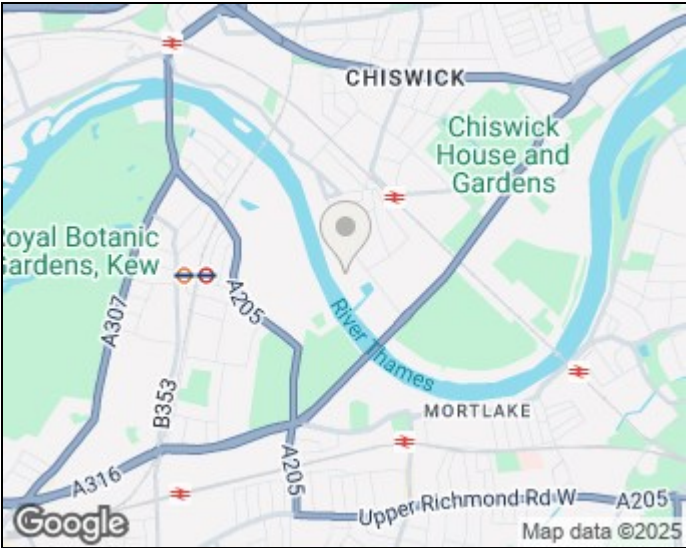 CHISWICK
Chiswick
House and
Gardens
Royal Botanic
Gardens, Kew
A205
A307
River Thames
B353
MORTLAKE
A316
A205
Upper Richmond Rd W
A205
Google
Map data ©2025